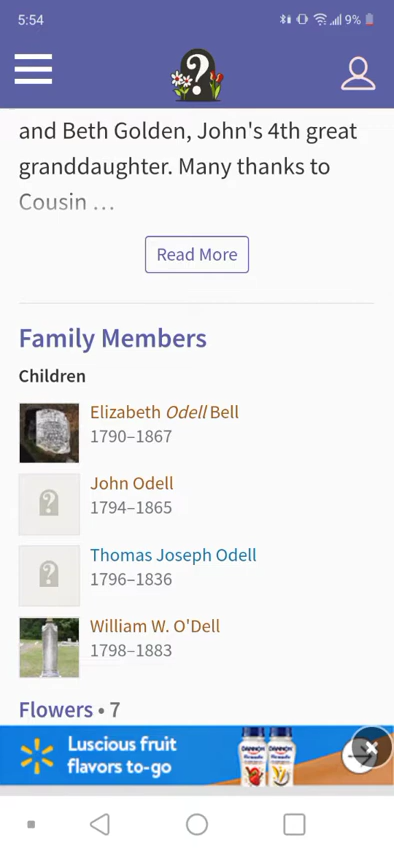 5:54
9%
?
and Beth Golden, John's 4th great
granddaughter. Many thanks to
Cousin …
Read More
Family Members
Children
Elizabeth Odell Bell
1790–1867
?
John Odell
1794–1865
?
Thomas Joseph Odell
1796–1836
William W. O'Dell
1798–1883
Flowers • 7
Luscious fruit
flavors to-go
DANNON
DANNON